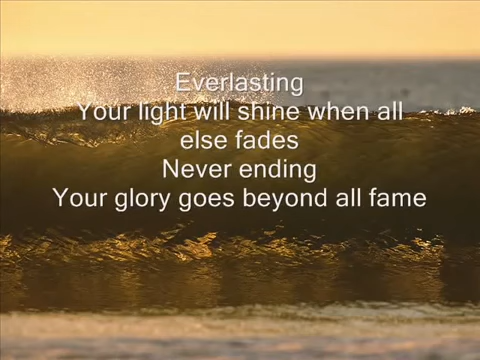 Everlasting
Your light will shine when all
else fades
Never ending
Your glory goes beyond all fame